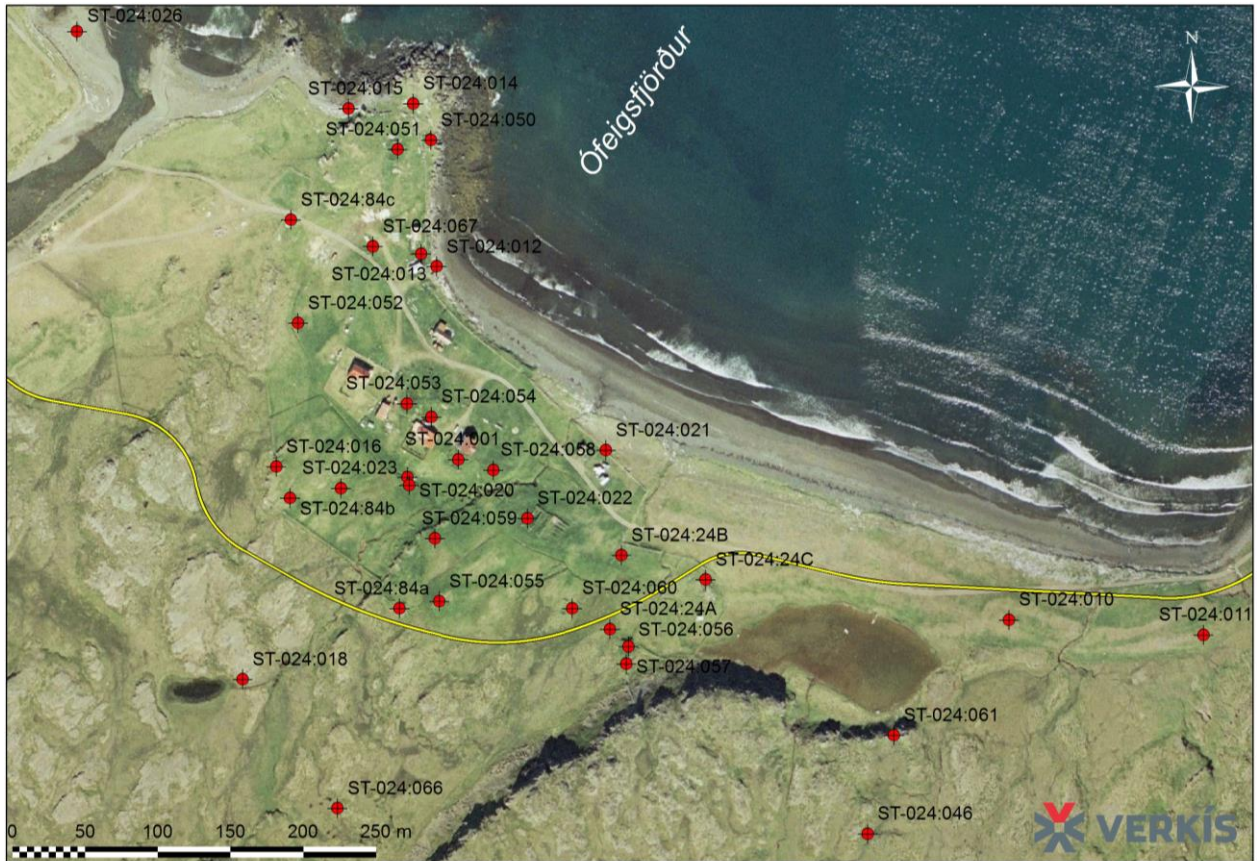 ST-024:026
N
ST-024:015
ST-024:014
ST-024:051
ST-024:050
Ófeigsfjörður
ST-024:84c
ST-024:067
ST-024:012
ST-024:013
ST-024:052
ST-024:053
ST-024:054
ST-024:016
ST-024:001
ST-024:058
ST-024:021
ST-024:023
ST-024:020
ST-024:84b
ST-024:022
ST-024:059
ST-024:24B
ST-024:24C
ST-024:84a
ST-024:055
ST-024:060
ST-024:24A
ST-024:010
ST-024:011
ST-024:056
ST-024:057
ST-024:018
ST-024:061
ST-024:066
ST-024:046
0 50 100 150 200 250 m
VERKÍS